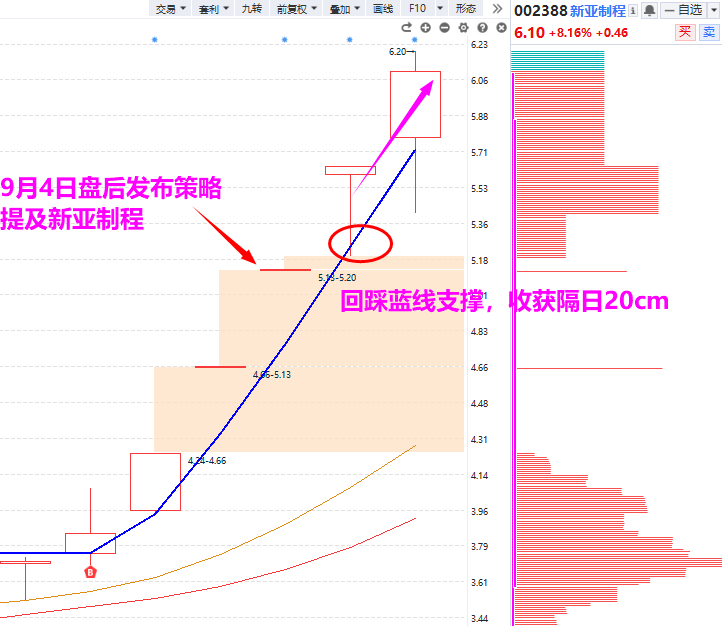 交易 套利 九转 前复权 叠加 画线 F10 形态
002388 新亚制程 自选
6.10 +8.16% +0.46 买 卖
6.20
6.23
6.06
5.88
5.71
5.53
5.36
5.18
4.83
4.66
4.48
4.31
4.14
3.96
3.79
3.61
3.44
9月4日盘后发布策略
提及新亚制程
5.13-5.20
回踩蓝线支撑，收获隔日20cm
4.66-5.13
4.24-4.66
B